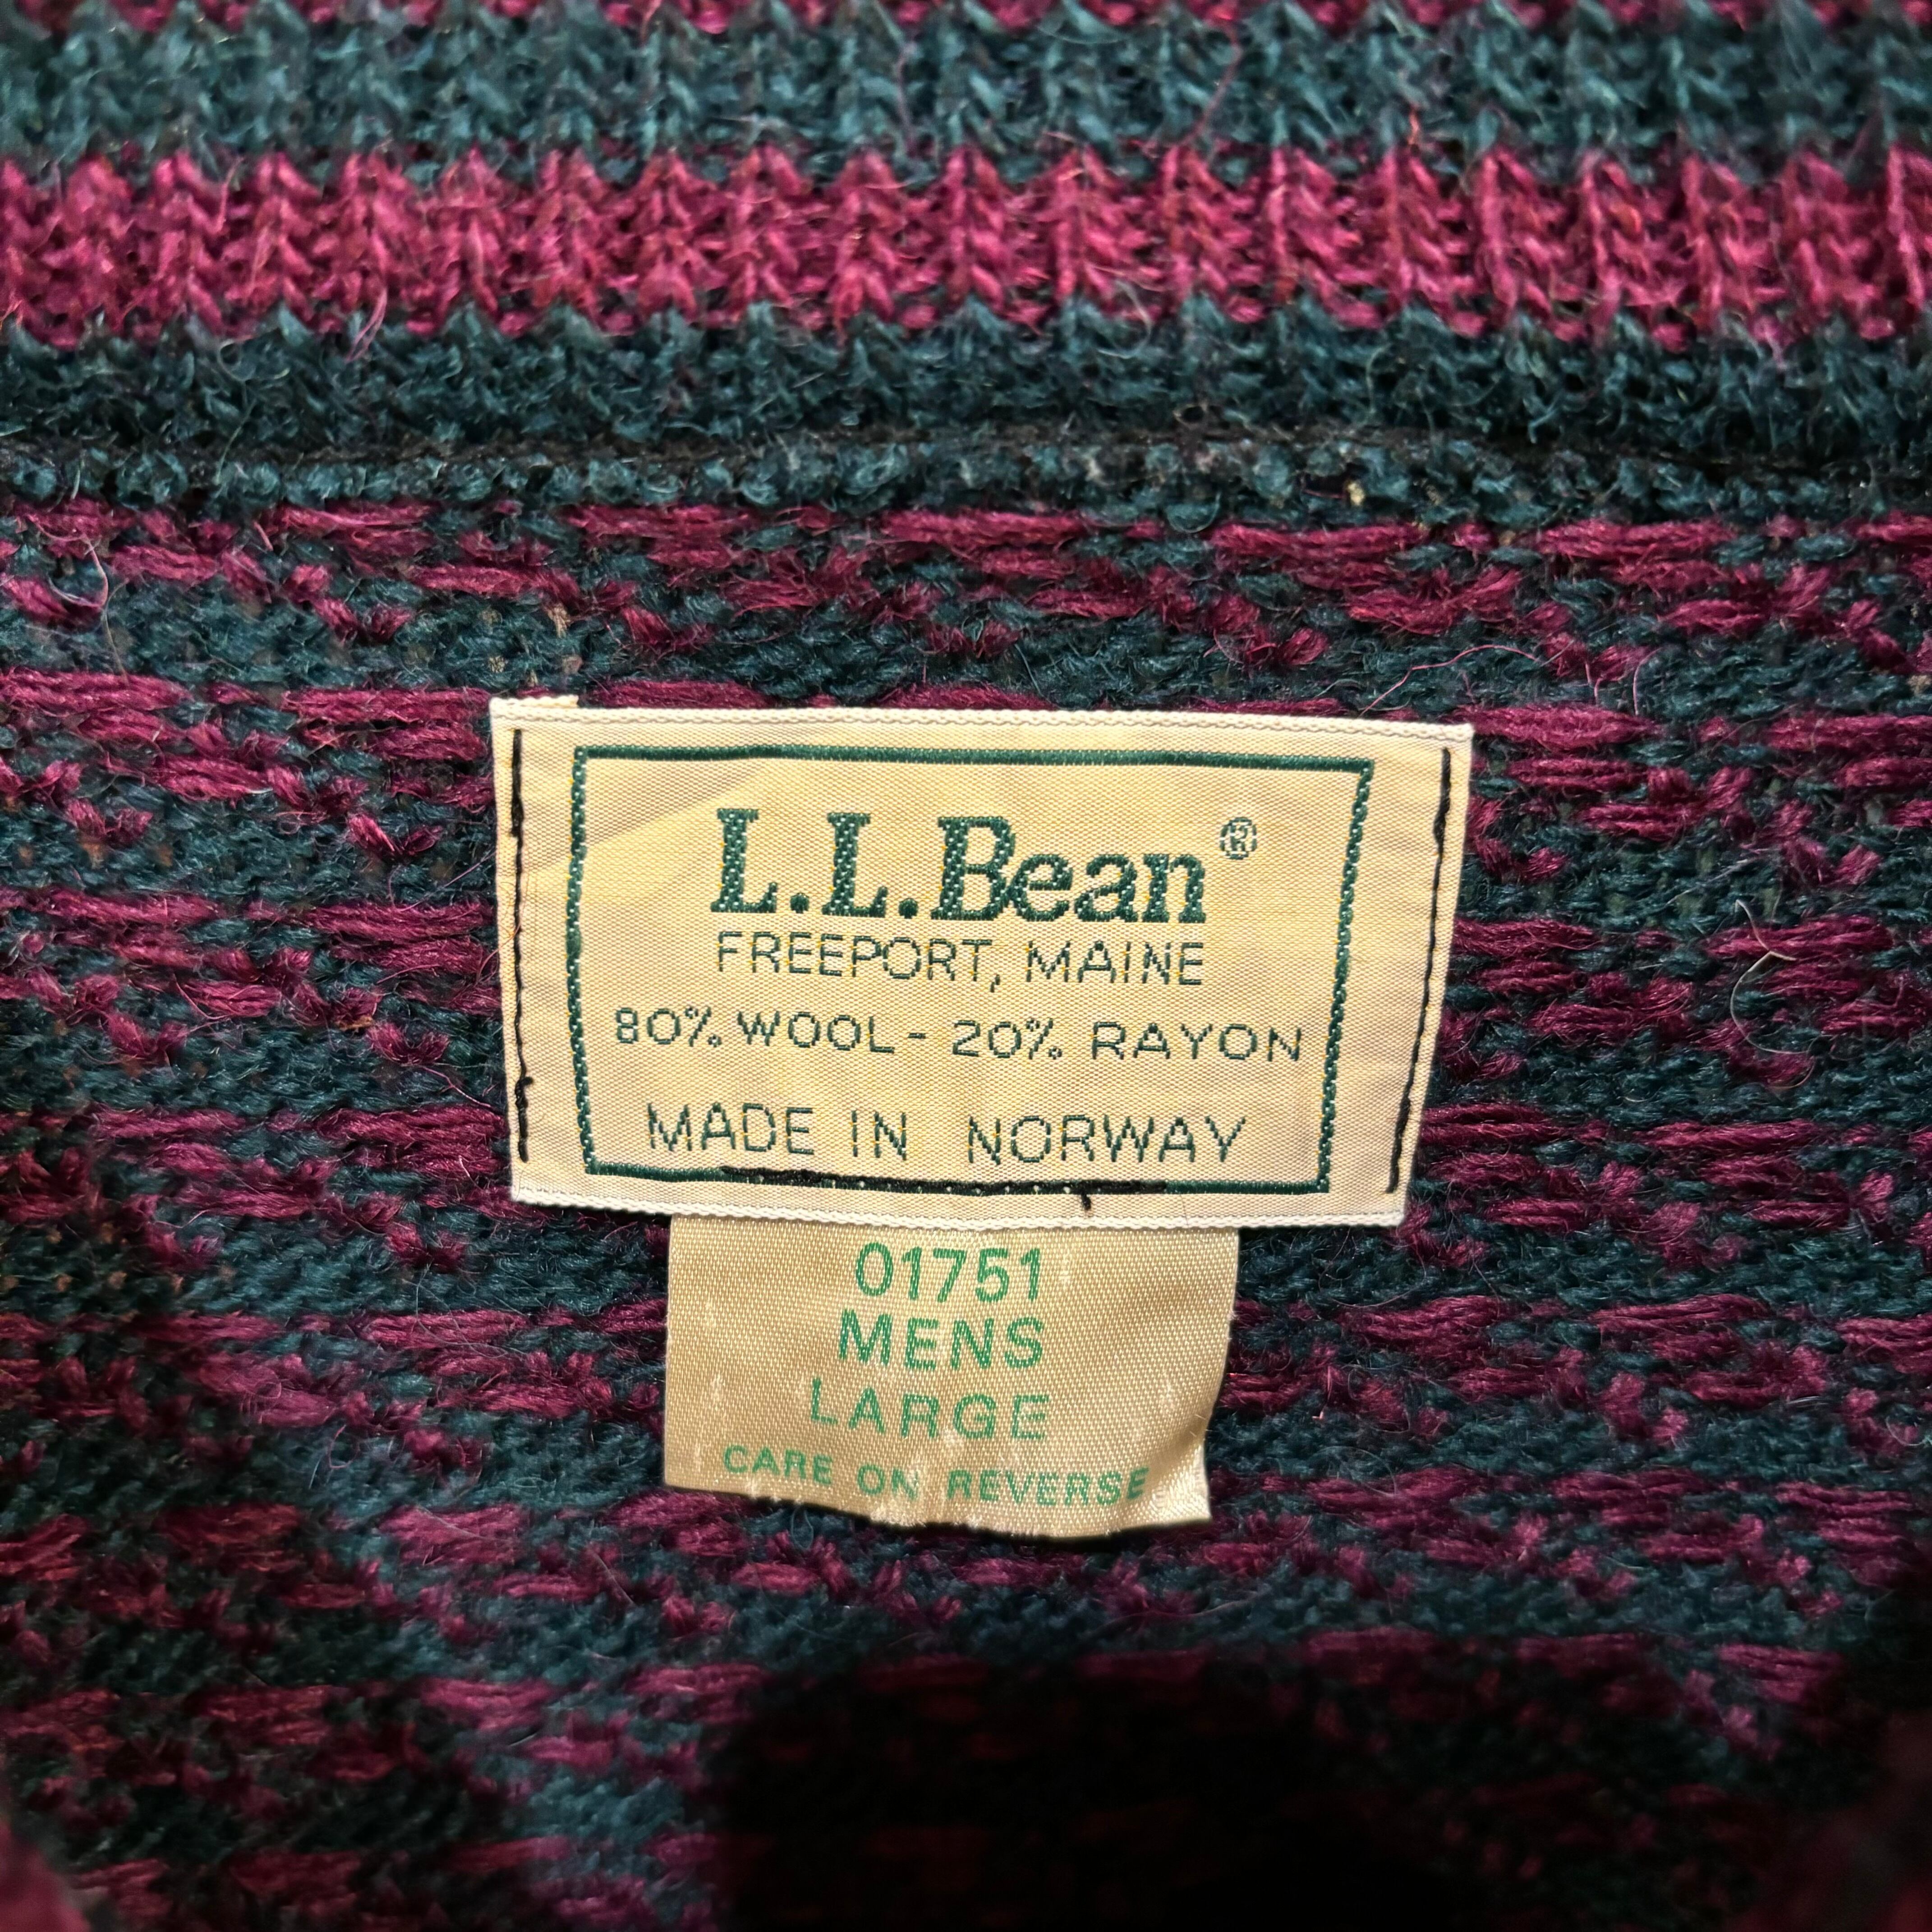 L.L.Bean®
FREEPORT, MAINE
80% WOOL - 20% RAYON
MADE IN NORWAY
01751
MENS
LARGE
CARE ON REVERSE